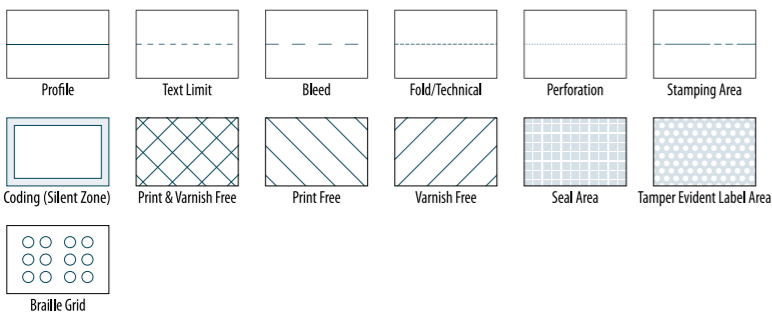 Profile
Text Limit
Bleed
Fold/Technical
Perforation
Stamping Area
Coding (Silent Zone)
Print & Varnish Free
Print Free
Varnish Free
Seal Area
Tamper Evident Label Area
Braille Grid